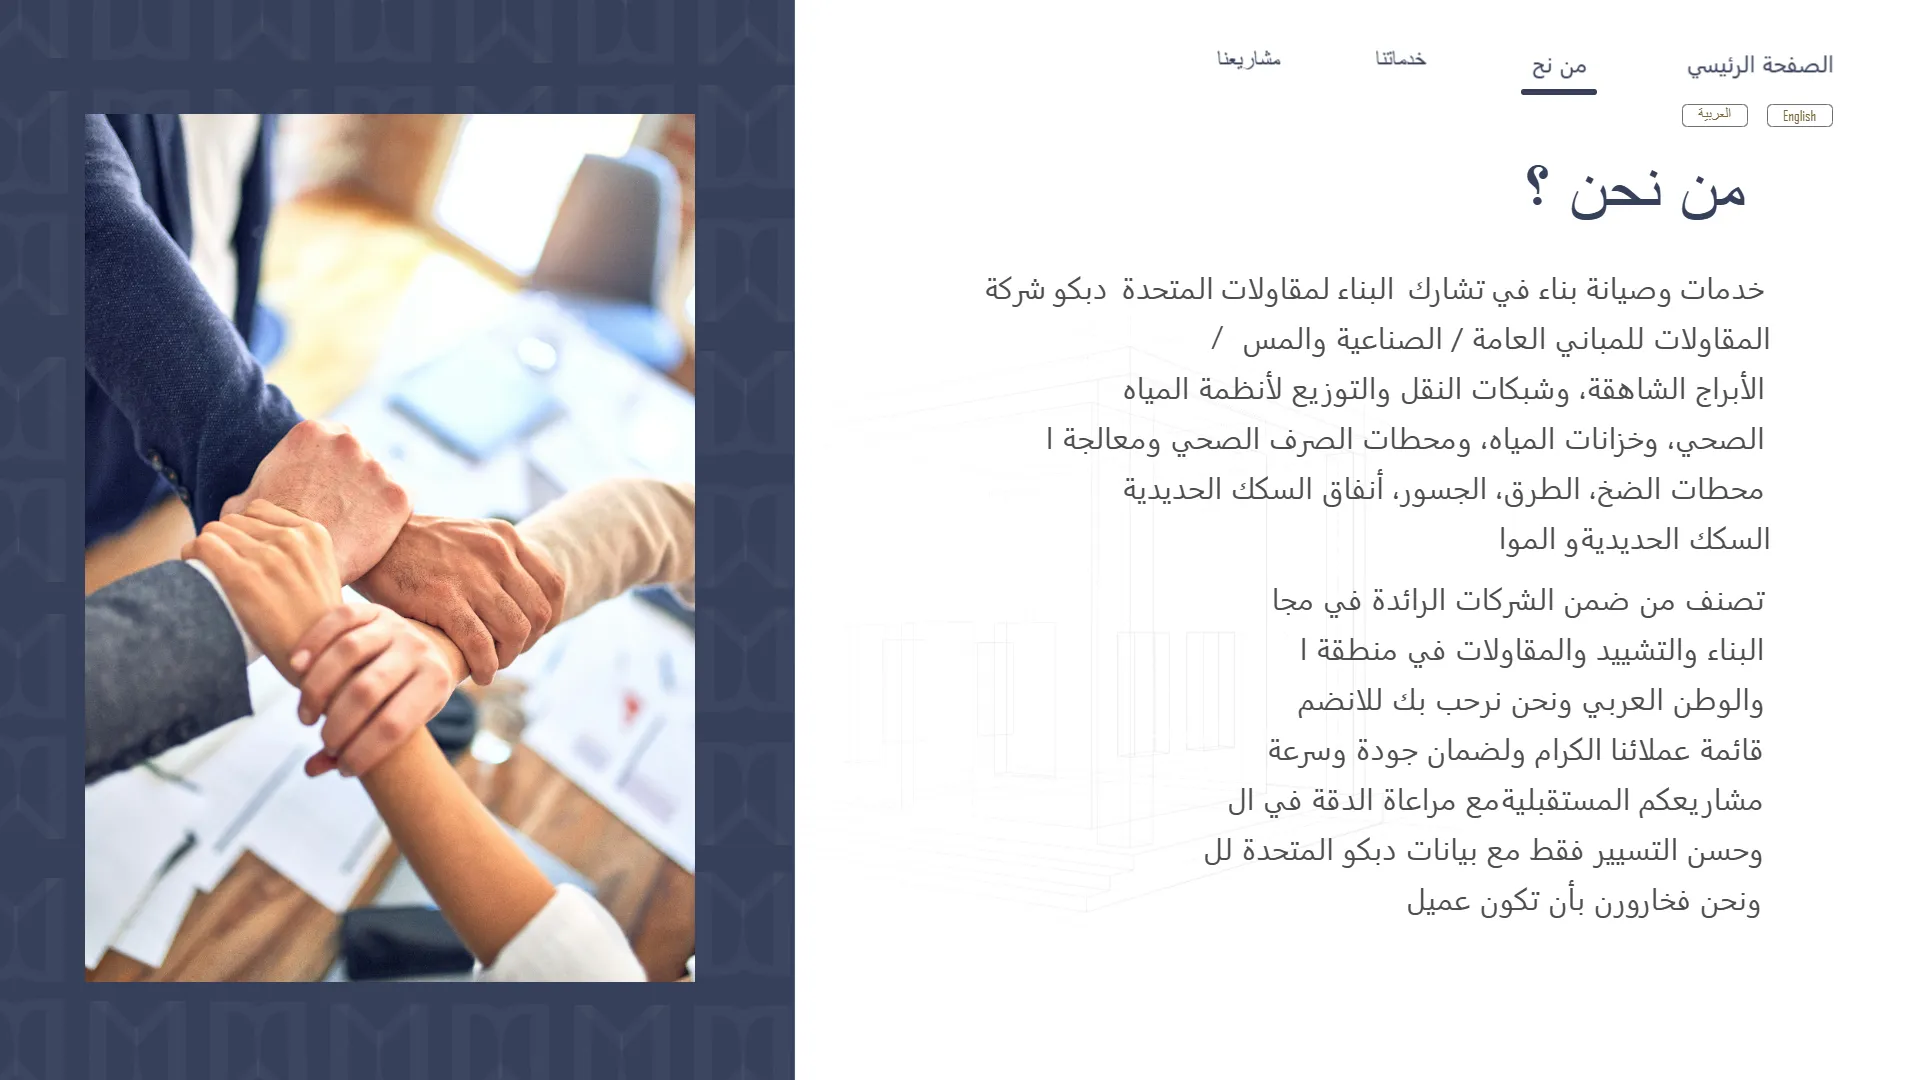 الصفحة الرئيسي
من نح
خدماتنا
مشاريعنا
English
العربية
من نحن ؟
خدمات وصيانة بناء في تشارك البناء لمقاولات المتحدة دبكو شركة
المقاولات للمباني العامة / الصناعية والمس /
الأبراج الشاهقة، وشبكات النقل والتوزيع لأنظمة المياه
الصحي، وخزانات المياه، ومحطات الصرف الصحي ومعالجة ا
محطات الضخ، الطرق، الجسور، أنفاق السكك الحديدية
السكك الحديديةو الموا
تصنف من ضمن الشركات الرائدة في مجا
البناء والتشييد والمقاولات في منطقة ا
والوطن العربي ونحن نرحب بك للانضم
قائمة عملائنا الكرام ولضمان جودة وسرعة
مشاريعكم المستقبليةمع مراعاة الدقة في ال
وحسن التسيير فقط مع بيانات دبكو المتحدة لل
ونحن فخارورن بأن تكون عميل